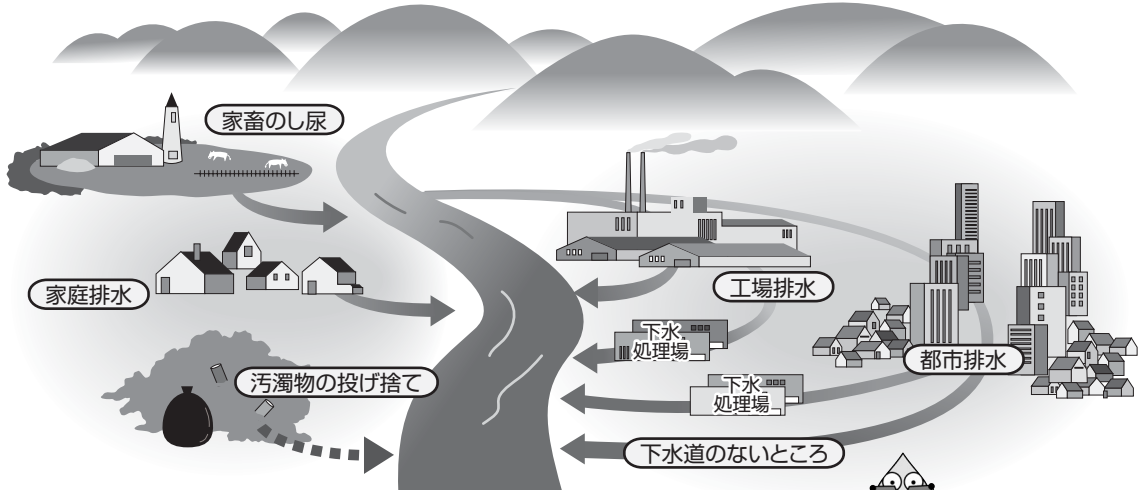 家畜のし尿
家庭排水
工場排水
下水
処理場
都市排水
汚濁物の投げ捨て
下水
処理場
下水道のないところ